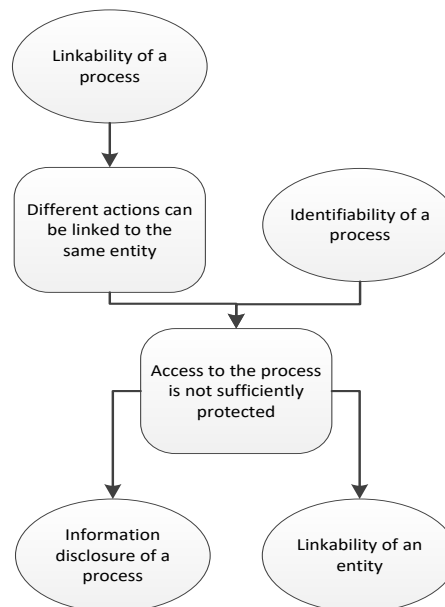 Linkability of a
process
Different actions can
be linked to the
same entity
Identifiability of a
process
Access to the process
is not sufficiently
protected
Information
disclosure of a
process
Linkability of an
entity